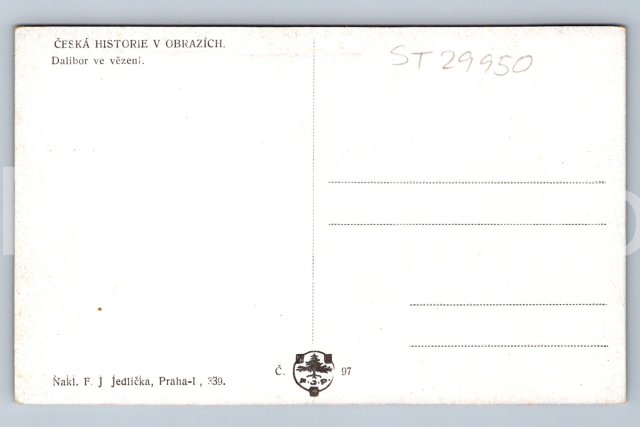 ČESKÁ HISTORIE V OBRAZÍCH.
Dalibor ve vězení.
ST 29950
Č. 97
F. J. P.
Nakl. F. J. Jedlička, Praha-I, 339.